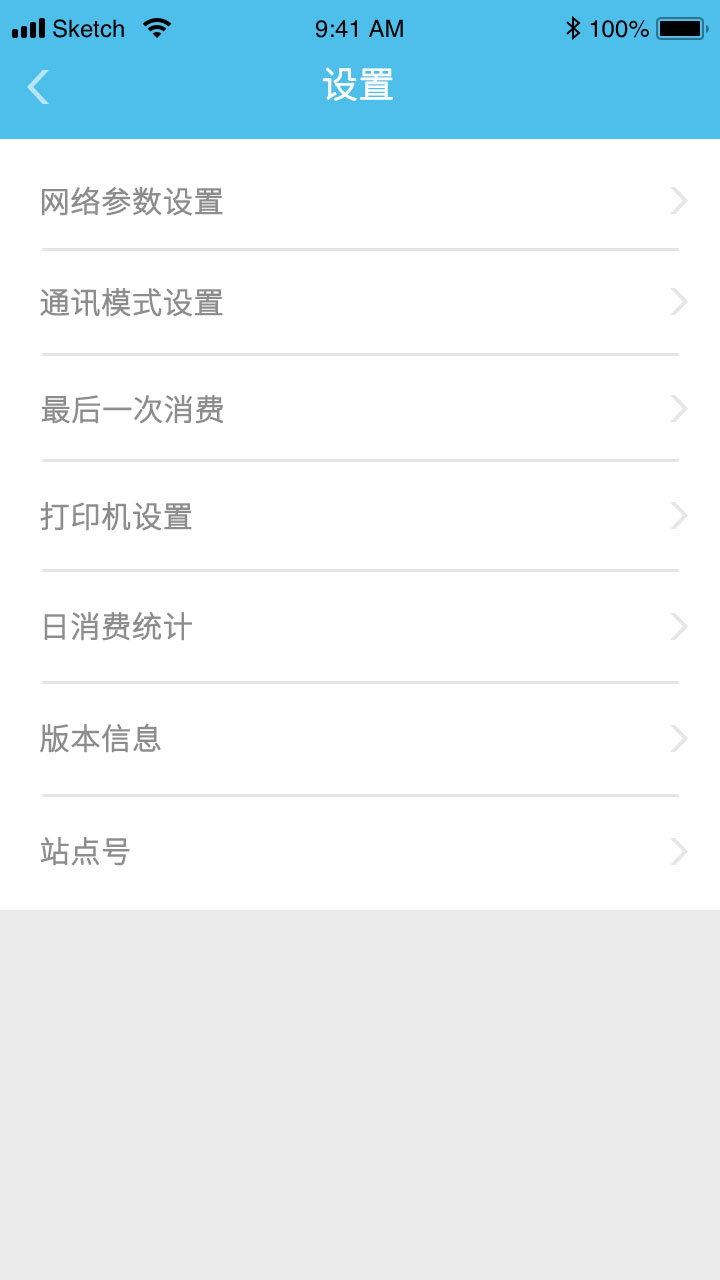 Sketch 9:41 AM 100%
设置
网络参数设置
通讯模式设置
最后一次消费
打印机设置
日消费统计
版本信息
站点号